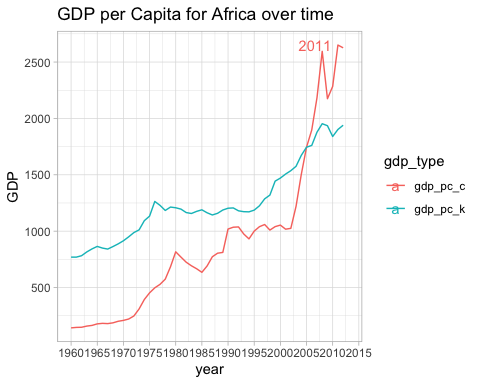 GDP per Capita for Africa over time
2011
2500
2000
1500
1000
500
GDP
1960 1965 1970 1975 1980 1985 1990 1995 2000 2005 2010 2015
year
gdp_type
a gdp_pc_c
a gdp_pc_k